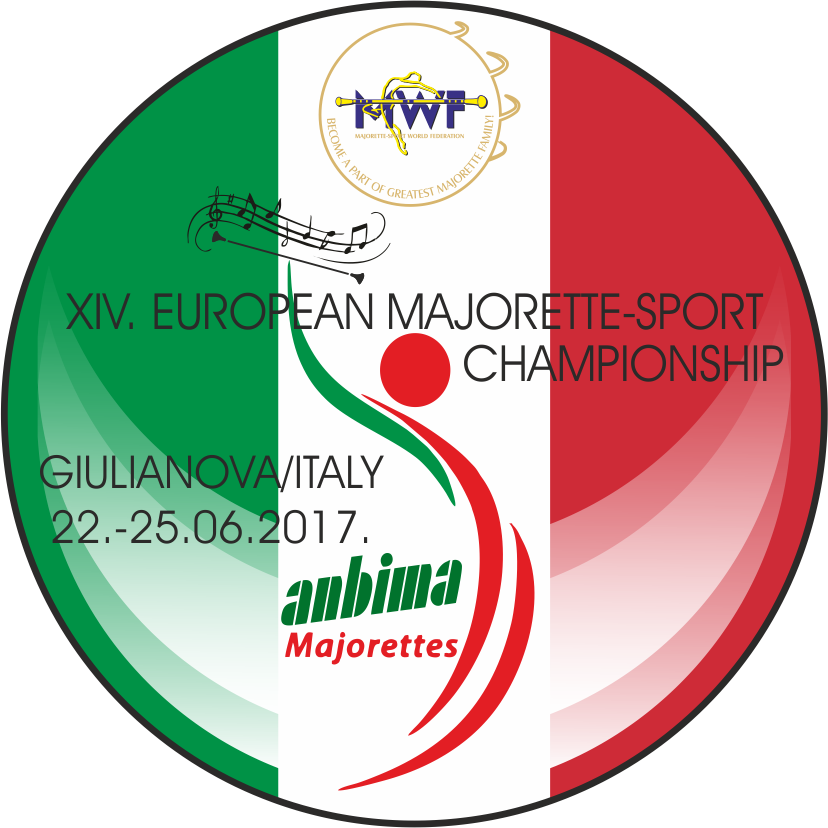 MWF
MAJORETTE-SPORT WORLD FEDERATION
BECOME A PART OF GREATEST MAJORETTE FAMILY!
XIV. EUROPEAN MAJORETTE-SPORT
CHAMPIONSHIP
GIULIANOVA/ITALY
22.-25.06.2017.
anbima
Majorettes